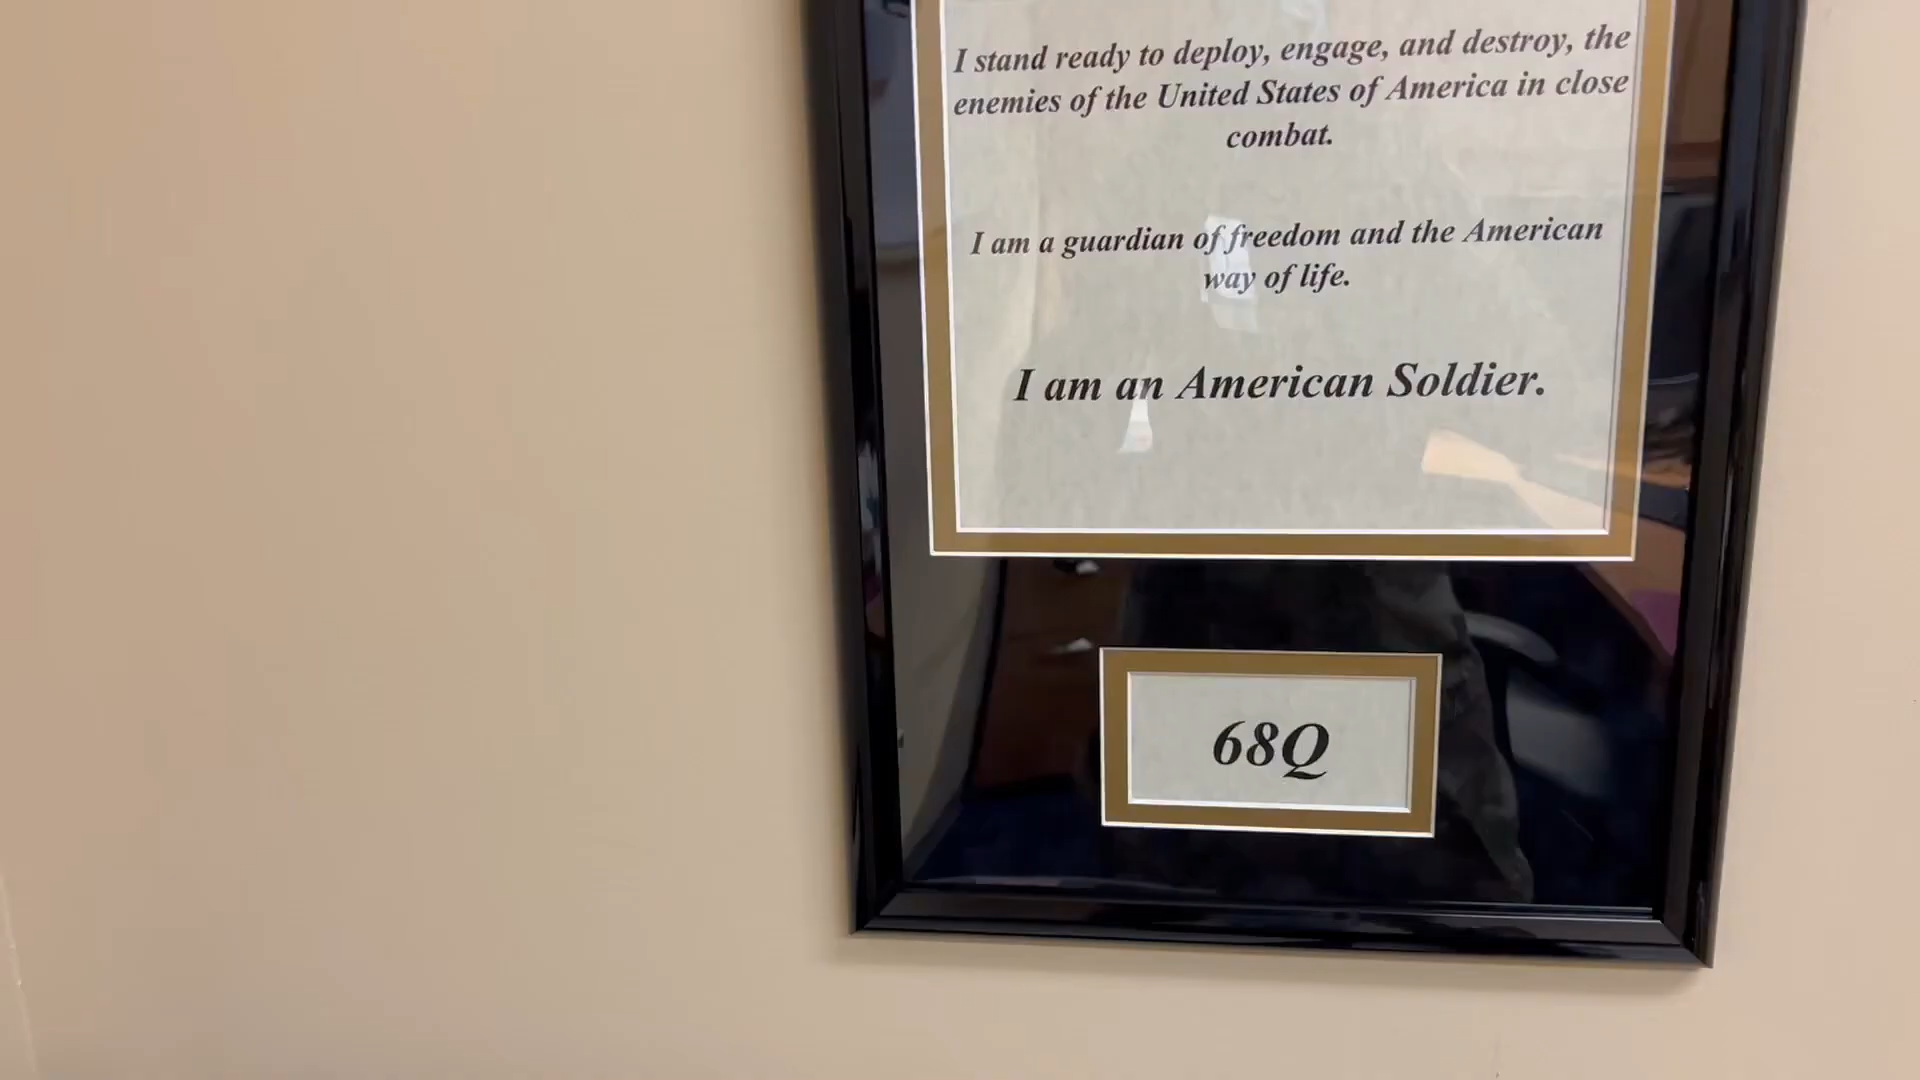 I stand ready to deploy, engage, and destroy, the
enemies of the United States of America in close
combat.
I am a guardian of freedom and the American
way of life.
I am an American Soldier.
68Q